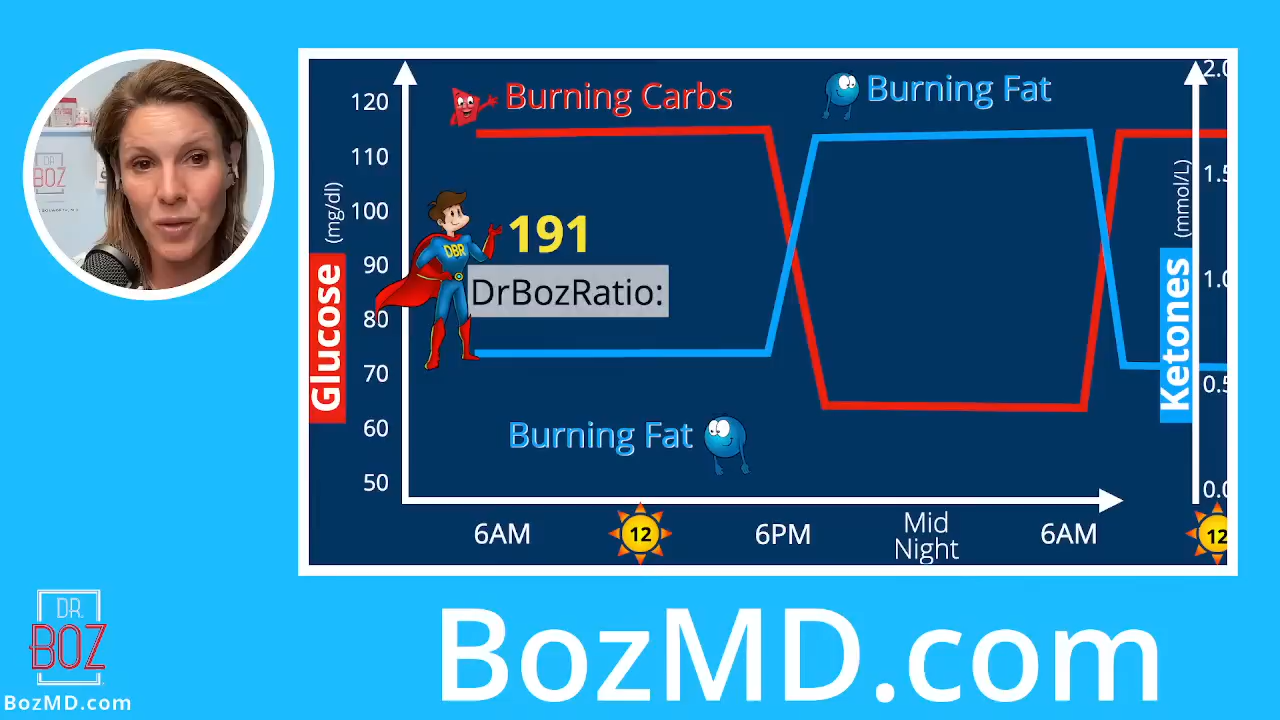 Burning Carbs
Burning Fat
120
110
100
90
80
70
60
50
(mg/dl)
Glucose
191
DrBozRatio:
DBR
Burning Fat
2.0
1.5
1.0
0.5
0.0
(mmol/L)
Ketones
6AM
12
6PM
Mid
Night
6AM
12
DR
BOZ
DR.
BOZ
BozMD.com
BozMD.com